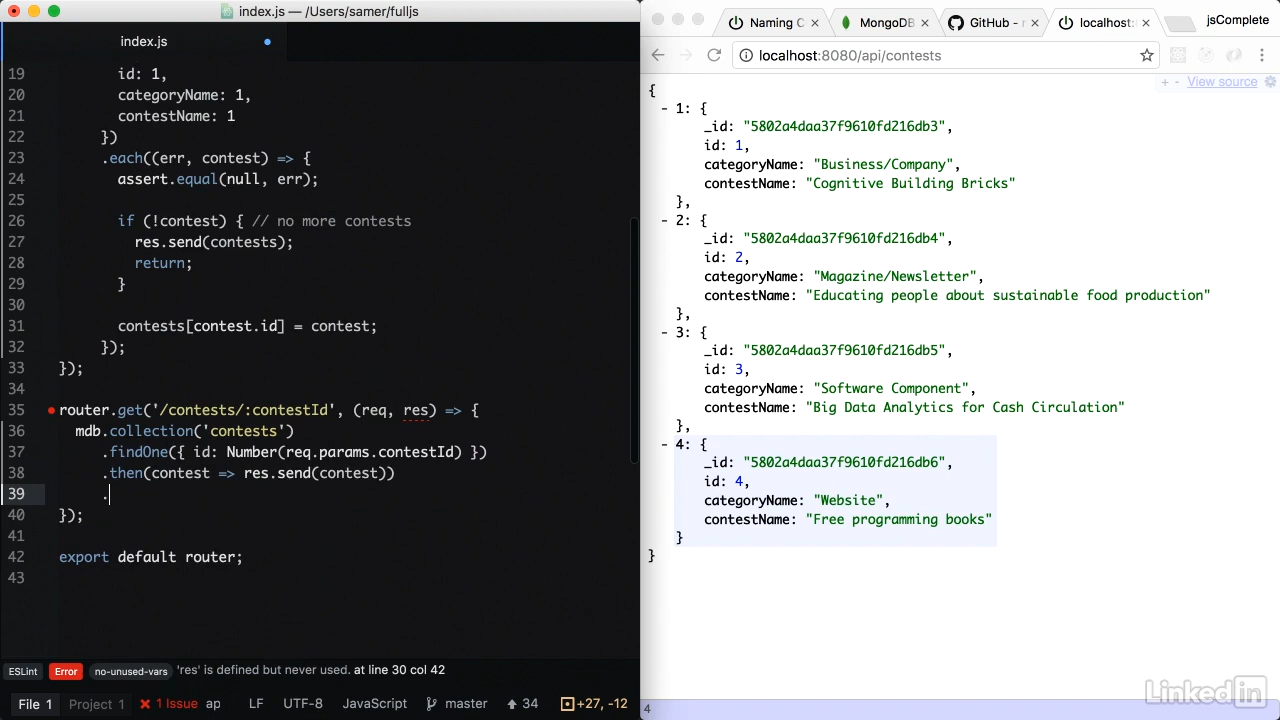 index.js — /Users/samer/fulljs
index.js
19 id: 1,
20 categoryName: 1,
21 contestName: 1
22 })
23 .each((err, contest) => {
24 assert.equal(null, err);
25
26 if (!contest) { // no more contests
27 res.send(contests);
28 return;
29 }
30
31 contests[contest.id] = contest;
32 });
33 });
34
35 router.get('/contests/:contestId', (req, res) => {
36 mdb.collection('contests')
37 .findOne({ id: Number(req.params.contestId) })
38 .then(contest => res.send(contest))
39 .
40 });
41
42 export default router;
43
ESLint Error no-unused-vars 'res' is defined but never used. at line 30 col 42
File 1 Project 1 1 Issue ap LF UTF-8 JavaScript master 34 +27, -12
Naming C MongoDB GitHub - r localhost: jsComplete
localhost:8080/api/contests
+ - View source
{
- 1: {
_id: "5802a4daa37f9610fd216db3",
id: 1,
categoryName: "Business/Company",
contestName: "Cognitive Building Bricks"
},
- 2: {
_id: "5802a4daa37f9610fd216db4",
id: 2,
categoryName: "Magazine/Newsletter",
contestName: "Educating people about sustainable food production"
},
- 3: {
_id: "5802a4daa37f9610fd216db5",
id: 3,
categoryName: "Software Component",
contestName: "Big Data Analytics for Cash Circulation"
},
- 4: {
_id: "5802a4daa37f9610fd216db6",
id: 4,
categoryName: "Website",
contestName: "Free programming books"
}
}
4
LinkedIn